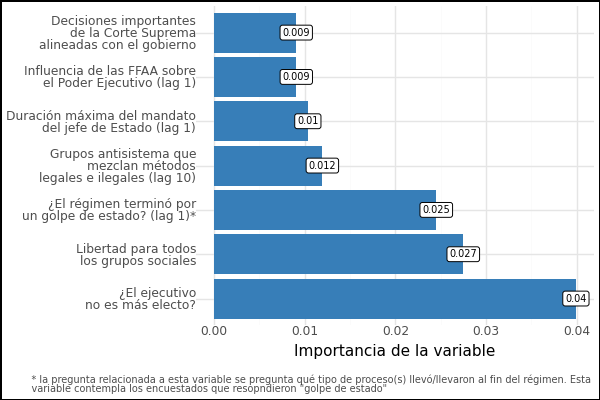 Decisiones importantes
de la Corte Suprema
alineadas con el gobierno
0.009
Influencia de las FFAA sobre
el Poder Ejecutivo (lag 1)
0.009
Duración máxima del mandato
del jefe de Estado (lag 1)
0.01
Grupos antisistema que
mezclan métodos
legales e ilegales (lag 10)
0.012
¿El régimen terminó por
un golpe de estado? (lag 1)*
0.025
Libertad para todos
los grupos sociales
0.027
¿El ejecutivo
no es más electo?
0.04
0.00 0.01 0.02 0.03 0.04
Importancia de la variable
* la pregunta relacionada a esta variable se pregunta qué tipo de proceso(s) llevó/llevaron al fin del régimen. Esta
variable contempla los encuestados que resopndieron "golpe de estado"